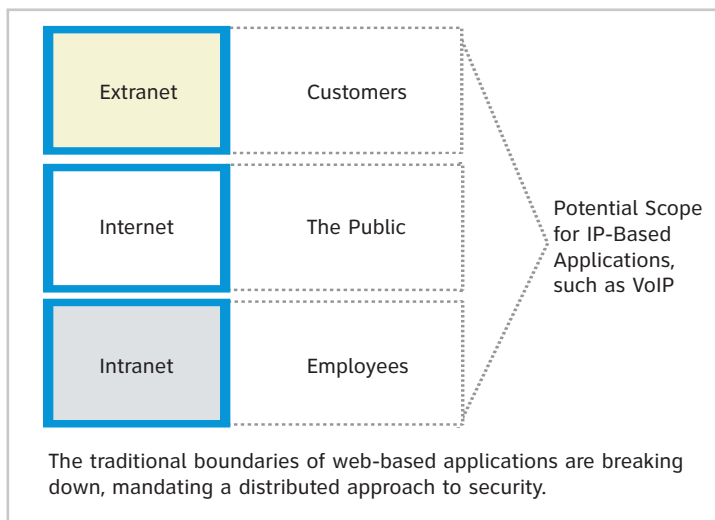 Extranet
Customers
Internet
The Public
Intranet
Employees
Potential Scope
for IP-Based
Applications,
such as VoIP
The traditional boundaries of web-based applications are breaking
down, mandating a distributed approach to security.